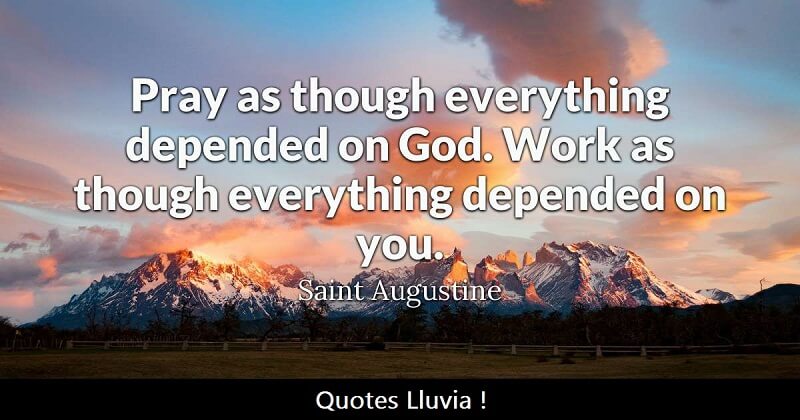 Pray as though everything
depended on God. Work as
though everything depended on
you.
Saint Augustine
Quotes Lluvia !